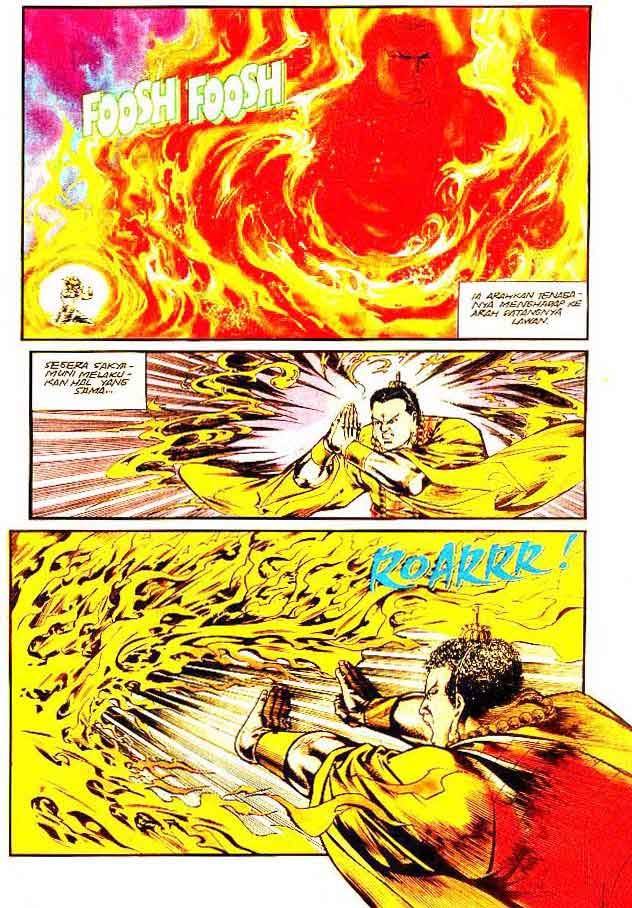 FOOSH FOOSH
IA ARAHKAN TENAGA-
NYA MENGHADAP KE
ARAH DATANGNYA
LAWAN.
SEGERA SAKYA-
MUNI MELAKU-
KAN HAL YANG
SAMA...
ROARRR!